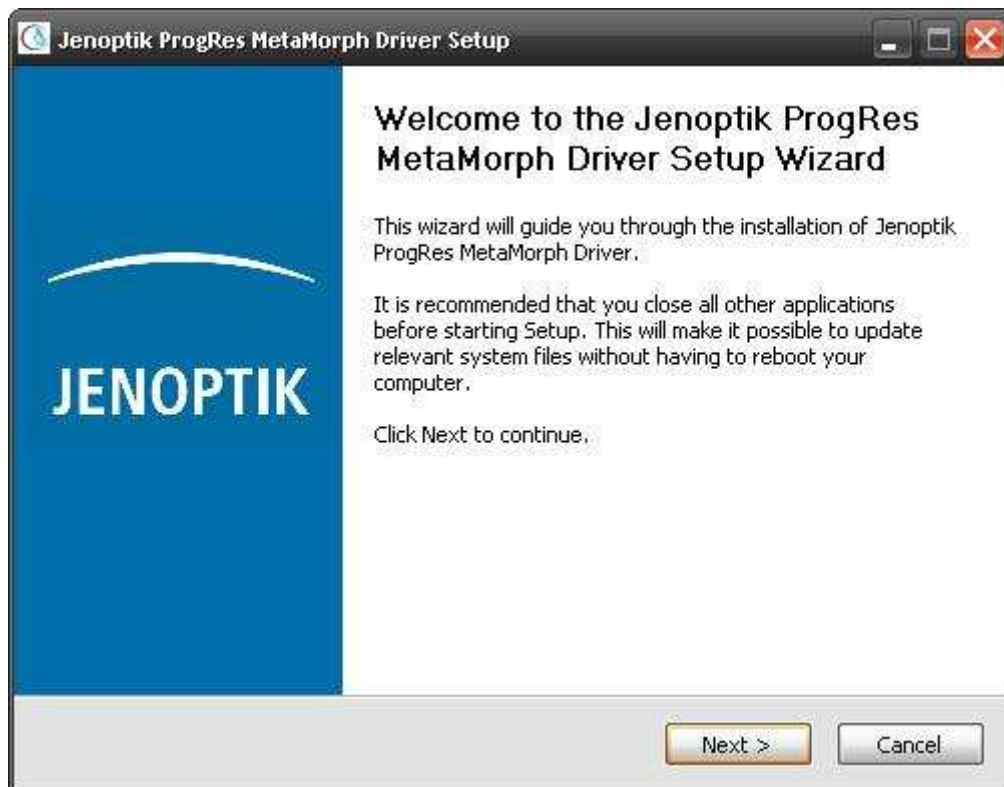 Jenoptik ProgRes MetaMorph Driver Setup
Welcome to the Jenoptik ProgRes
MetaMorph Driver Setup Wizard
This wizard will guide you through the installation of Jenoptik
ProgRes MetaMorph Driver.
It is recommended that you close all other applications
before starting Setup. This will make it possible to update
relevant system files without having to reboot your
computer.
Click Next to continue.
JENOPTIK
Next >
Cancel